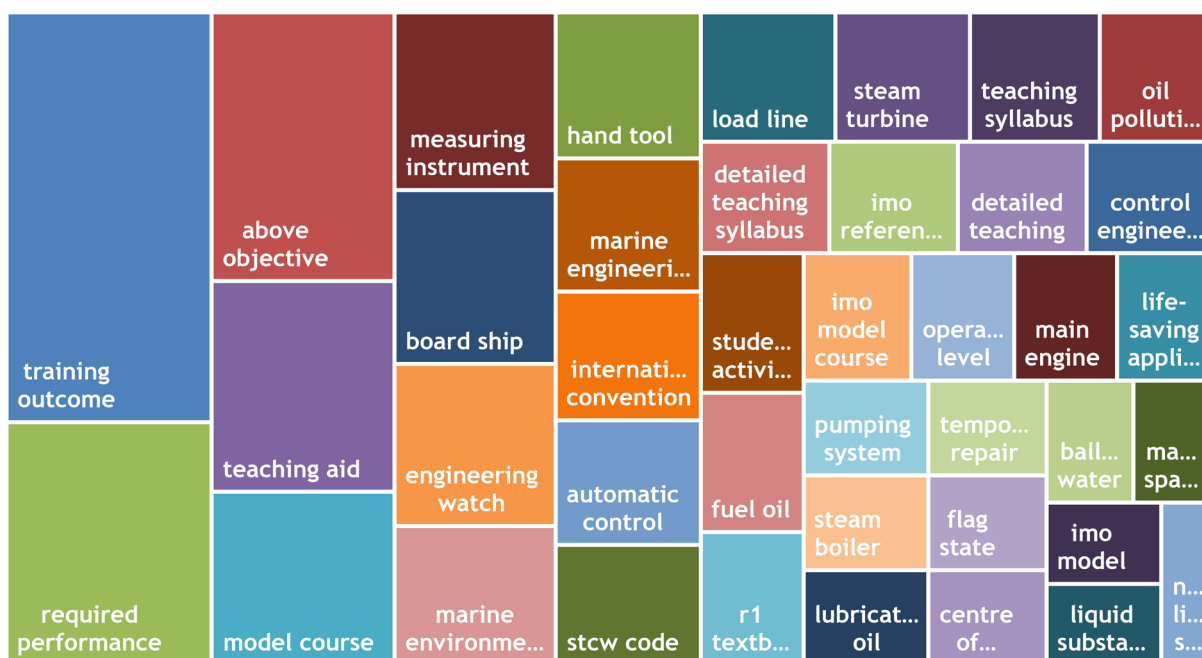 training
outcome
required
performance
above
objective
teaching aid
model course
measuring
instrument
board ship
engineering
watch
marine
environme...
hand tool
marine
engineeri...
internati...
convention
automatic
control
stcw code
load line
steam
turbine
teaching
syllabus
oil
polluti...
detailed
teaching
syllabus
imo
referen...
detailed
teaching
control
enginee...
stude...
activi...
fuel oil
r1
textb...
imo
model
course
opera...
level
main
engine
life-
saving
appli...
pumping
system
tempo...
repair
ball...
water
ma...
spa...
steam
boiler
flag
state
lubricat...
oil
centre
of...
imo
model
liquid
substa...
n...
li...
s...